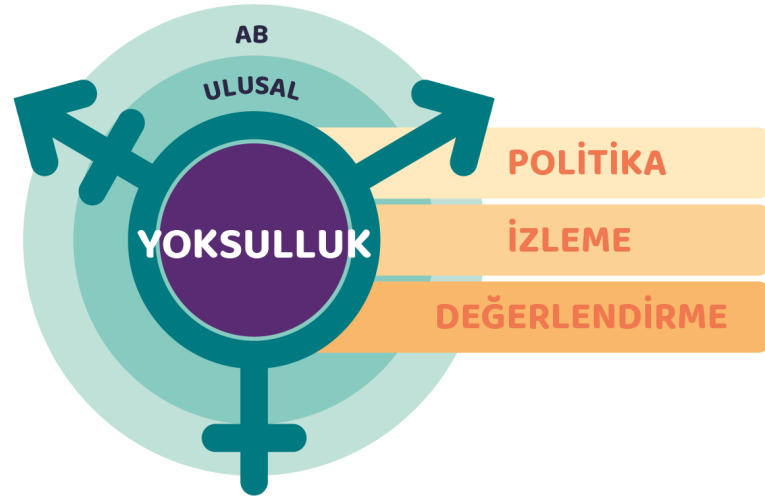 AB
ULUSAL
YOKSULLUK
POLİTİKA
İZLEME
DEĞERLENDİRME